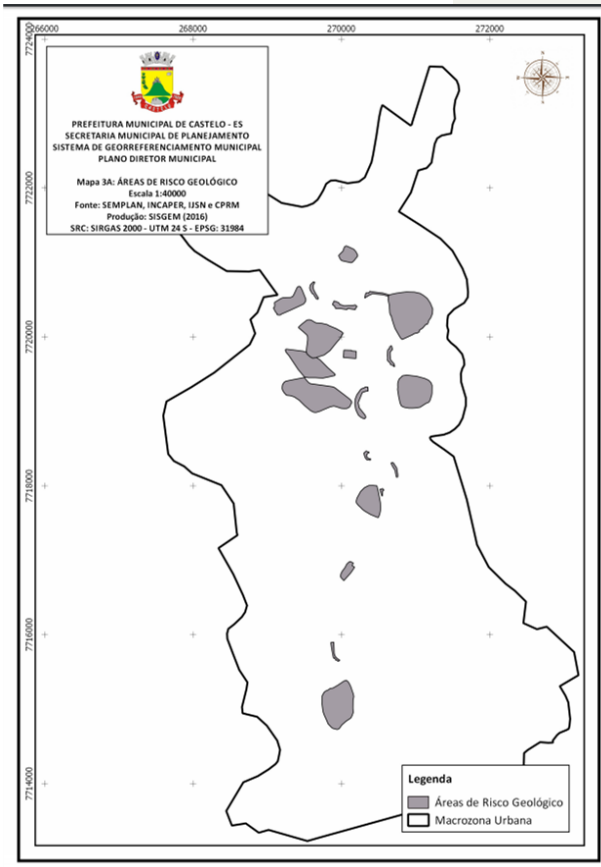 266000
268000
270000
272000
7724000
7722000
7720000
7718000
7716000
7714000
CASTELO
PREFEITURA MUNICIPAL DE CASTELO - ES
SECRETARIA MUNICIPAL DE PLANEJAMENTO
SISTEMA DE GEORREFERENCIAMENTO MUNICIPAL
PLANO DIRETOR MUNICIPAL
Mapa 3A: ÁREAS DE RISCO GEOLÓGICO
Escala 1:40000
Fonte: SEMPLAN, INCAPER, IJSN e CPRM
Produção: SISGEM (2016)
SRC: SIRGAS 2000 - UTM 24 S - EPSG: 31984
Legenda
Áreas de Risco Geológico
Macrozona Urbana